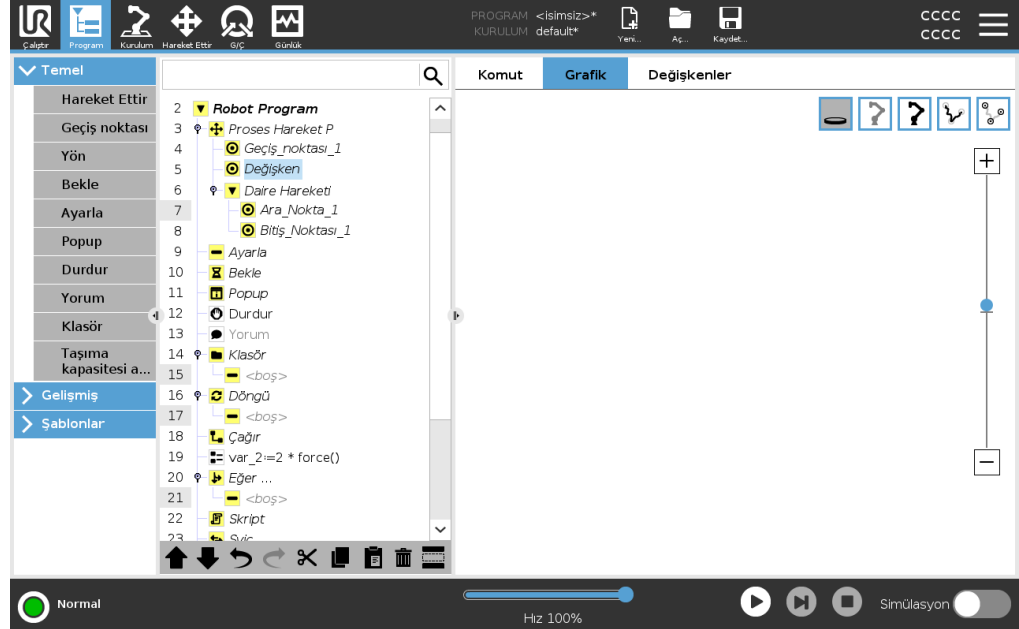 PROGRAM <isimsiz>*
KURULUM default*
CCCC
CCCC
Çalıştır
Program
Kurulum
Hareket Ettir
G/Ç
Günlük
Yeni...
Aç...
Kaydet...
Temel
Hareket Ettir
Geçiş noktası
Yön
Bekle
Ayarla
Popup
Durdur
Yorum
Klasör
Taşıma
kapasitesi a...
Gelişmiş
Şablonlar
2 Robot Program
3 Proses Hareket P
4 Geçiş_noktası_1
5 Değişken
6 Daire Hareketi
7 Ara_Nokta_1
8 Bitiş_Noktası_1
9 Ayarla
10 Bekle
11 Popup
12 Durdur
13 Yorum
14 Klasör
15 <boş>
16 Döngü
17 <boş>
18 Çağır
19 var_2:=2 * force()
20 Eğer ...
21 <boş>
22 Skript
23 Sviç
Komut
Grafik
Değişkenler
Normal
Hız 100%
Simülasyon